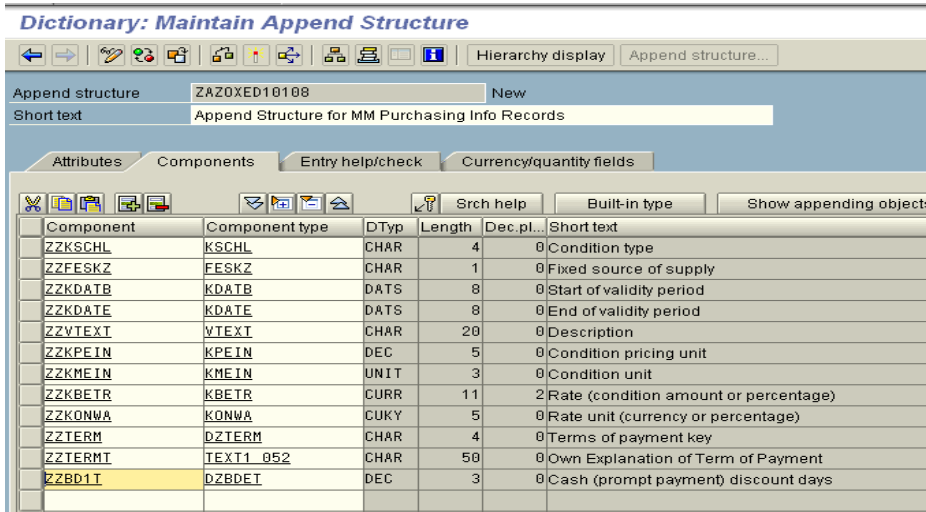 Dictionary: Maintain Append Structure
Hierarchy display Append structure...
Append structure ZAZOXED10108 New
Short text Append Structure for MM Purchasing Info Records
Attributes Components Entry help/check Currency/quantity fields
Srch help Built-in type Show appending objects
Component Component type DTyp Length Dec.pl... Short text
ZZKSCHL KSCHL CHAR 4 0 Condition type
ZZFESKZ FESKZ CHAR 1 0 Fixed source of supply
ZZKDATB KDATB DATS 8 0 Start of validity period
ZZKDATE KDATE DATS 8 0 End of validity period
ZZVTEXT VTEXT CHAR 20 0 Description
ZZKPEIN KPEIN DEC 5 0 Condition pricing unit
ZZKMEIN KMEIN UNIT 3 0 Condition unit
ZZKBETR KBETR CURR 11 2 Rate (condition amount or percentage)
ZZKONWA KONWA CUKY 5 0 Rate unit (currency or percentage)
ZZTERM DZTERM CHAR 4 0 Terms of payment key
ZZTERMT TEXT1_052 CHAR 50 0 Own Explanation of Term of Payment
ZZBD1T DZBDET DEC 3 0 Cash (prompt payment) discount days